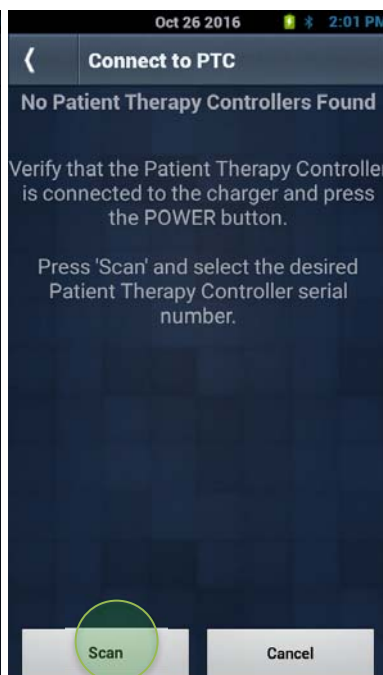 Oct 26 2016 2:01 PM
Connect to PTC
No Patient Therapy Controllers Found
Verify that the Patient Therapy Controller
is connected to the charger and press
the POWER button.
Press 'Scan' and select the desired
Patient Therapy Controller serial
number.
Scan Cancel